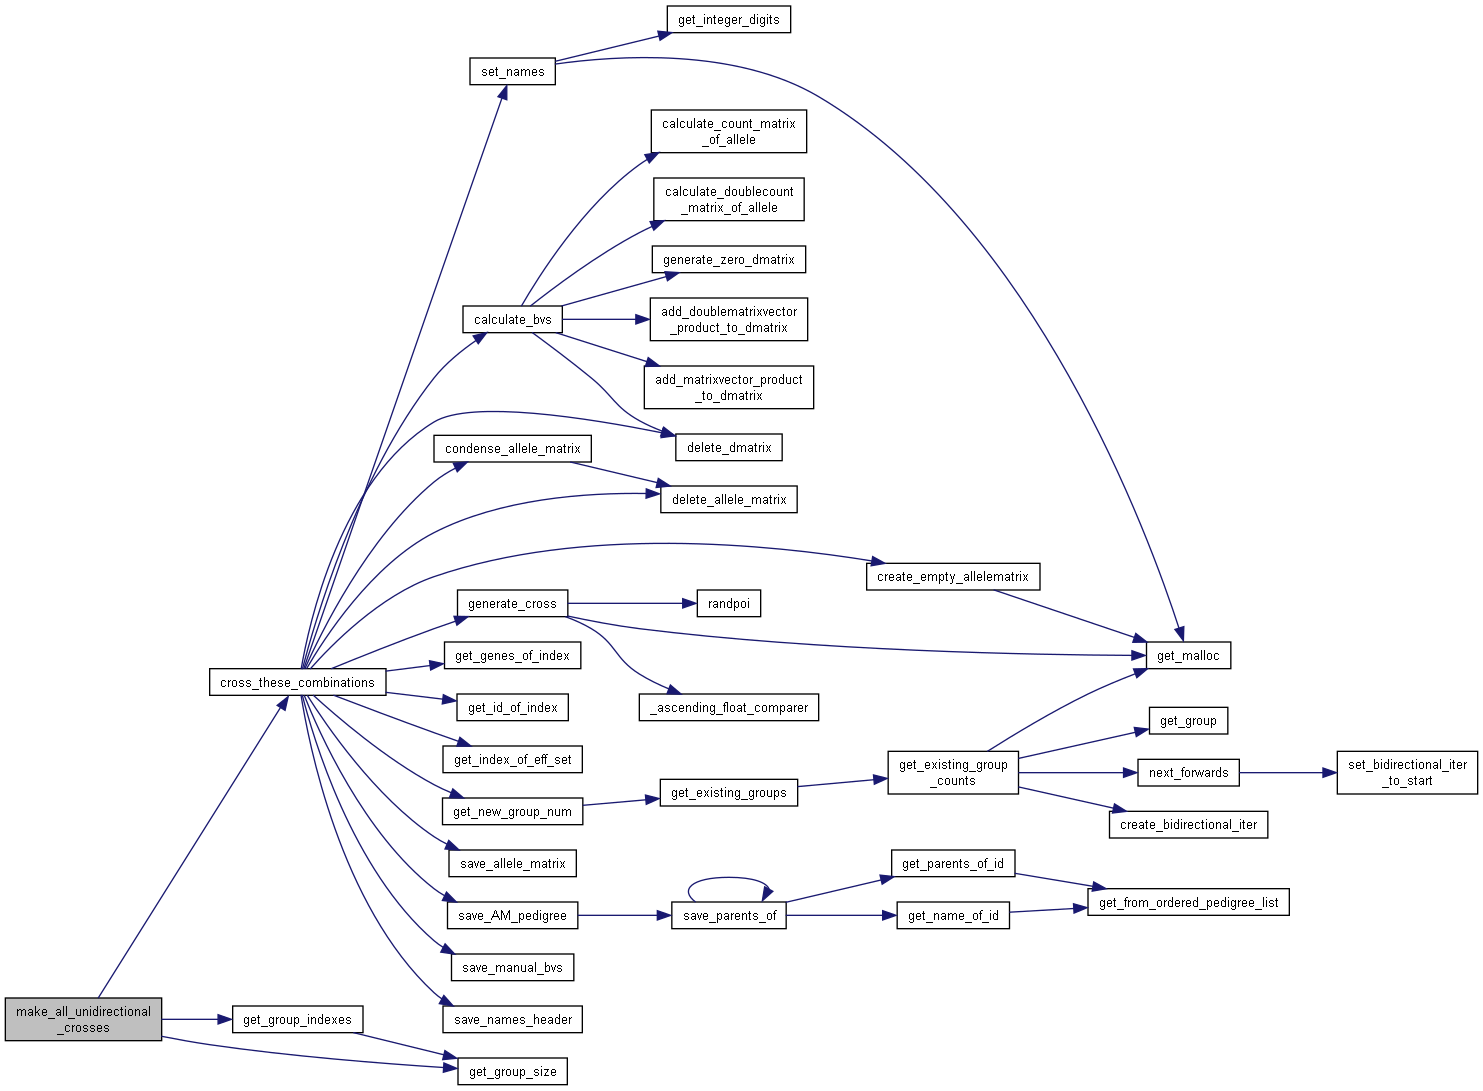 get_integer_digits
set_names
calculate_count_matrix
_of_allele
calculate_doublecount
_matrix_of_allele
generate_zero_dmatrix
calculate_bvs
add_doublematrixvector
_product_to_dmatrix
add_matrixvector_product
_to_dmatrix
condense_allele_matrix
delete_dmatrix
delete_allele_matrix
create_empty_allelematrix
generate_cross
randpoi
get_genes_of_index
get_malloc
cross_these_combinations
get_id_of_index
_ascending_float_comparer
get_group
get_index_of_eff_set
get_existing_group
_counts
next_forwards
set_bidirectional_iter
_to_start
get_new_group_num
get_existing_groups
create_bidirectional_iter
save_allele_matrix
get_parents_of_id
save_AM_pedigree
save_parents_of
get_name_of_id
get_from_ordered_pedigree_list
save_manual_bvs
make_all_unidirectional
_crosses
get_group_indexes
save_names_header
get_group_size